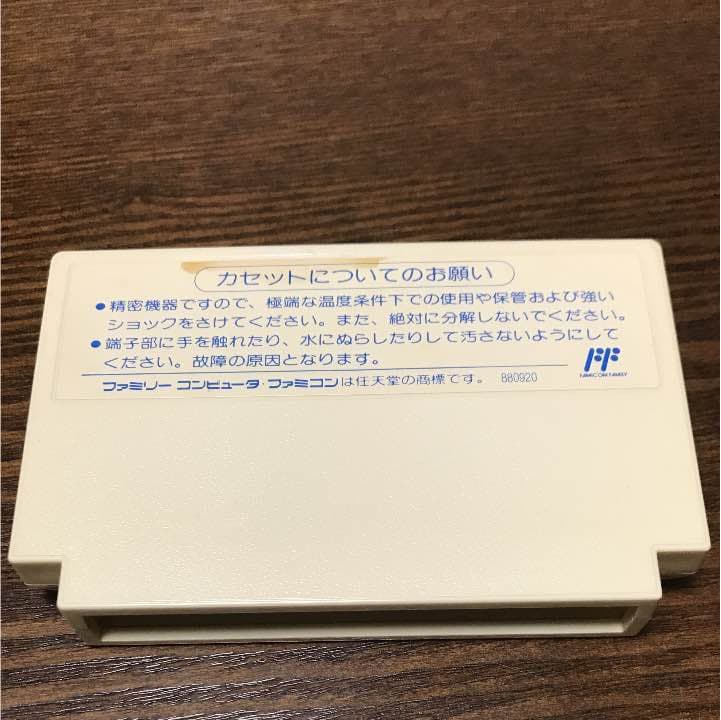 カセットについてのお願い
●精密機器ですので、極端な温度条件下での使用や保管および強い
ショックをさけてください。また、絶対に分解しないでください。
●端子部に手を触れたり、水にぬらしたりして汚さないようにして
ください。故障の原因となります。
FAMICOM FAMILY
ファミリー コンピュータ・ファミコンは任天堂の商標です。 880920